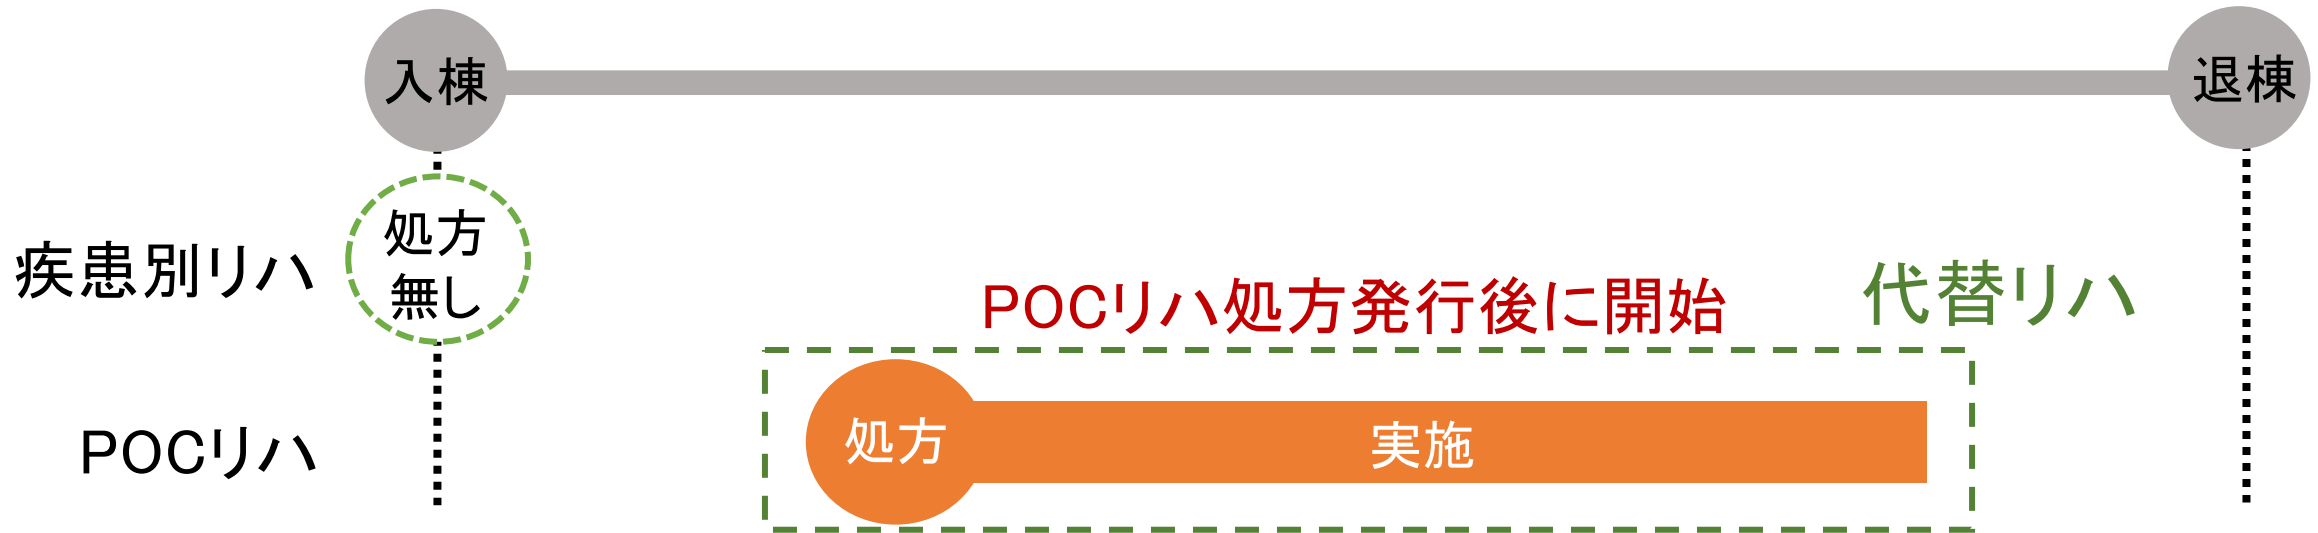 入棟
退棟
処方
無し
疾患別リハ
POCリハ処方発行後に開始
代替リハ
処方
実施
POCリハ